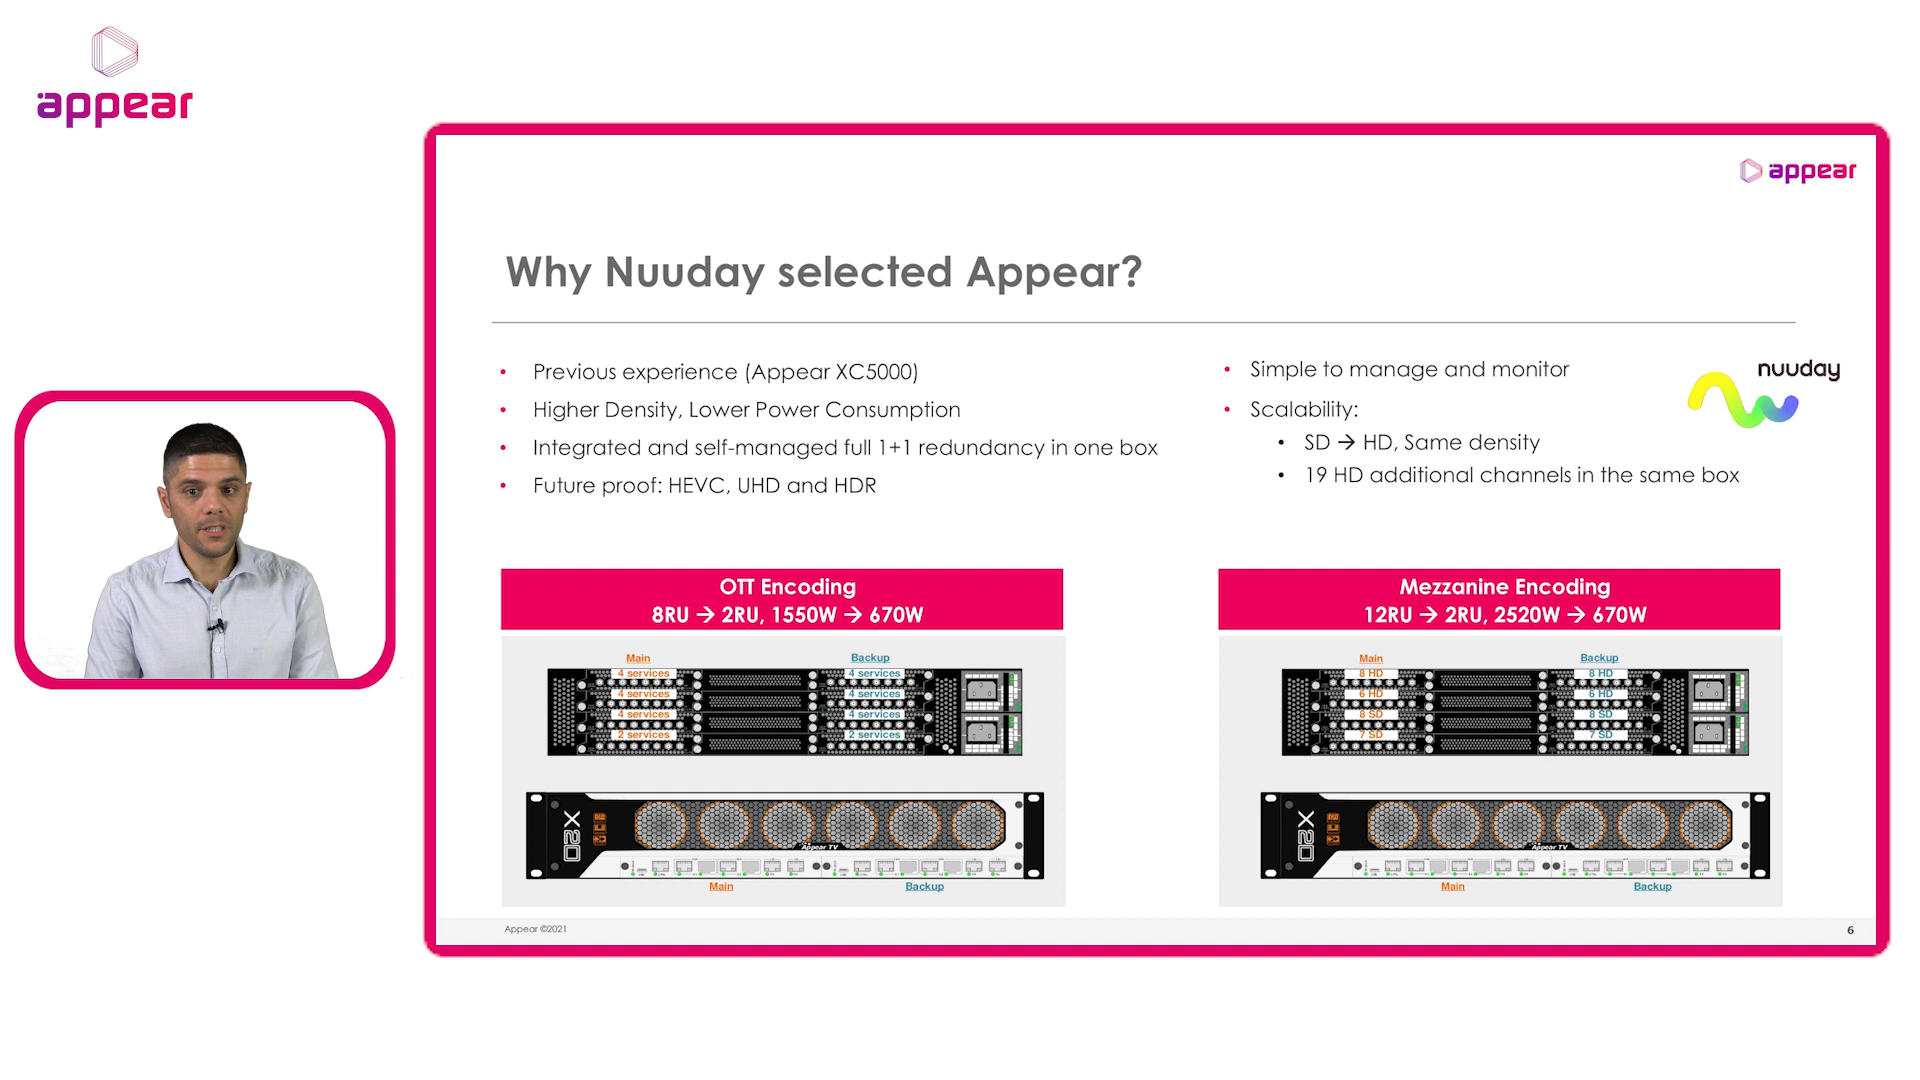 appear
appear
Why Nuuday selected Appear?
• Previous experience (Appear XC5000)
• Higher Density, Lower Power Consumption
• Integrated and self-managed full 1+1 redundancy in one box
• Future proof: HEVC, UHD and HDR
• Simple to manage and monitor
• Scalability:
• SD → HD, Same density
• 19 HD additional channels in the same box
nuuday
OTT Encoding
8RU → 2RU, 1550W → 670W
Main Backup
4 services 4 services
4 services 4 services
4 services 4 services
2 services 2 services
X20
Appear TV
Main Backup
Mezzanine Encoding
12RU → 2RU, 2520W → 670W
Main Backup
8 HD 8 HD
6 HD 6 HD
8 SD 8 SD
7 SD 7 SD
X20
Appear TV
Main Backup
Appear ©2021
6